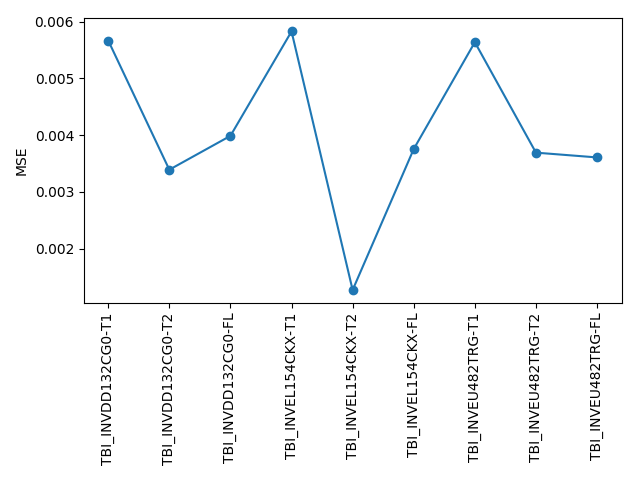 0.006
0.005
0.004
0.003
0.002
MSE
TBI_INVDD132CG0-T1
TBI_INVDD132CG0-T2
TBI_INVDD132CG0-FL
TBI_INVEL154CKX-T1
TBI_INVEL154CKX-T2
TBI_INVEL154CKX-FL
TBI_INVEU482TRG-T1
TBI_INVEU482TRG-T2
TBI_INVEU482TRG-FL